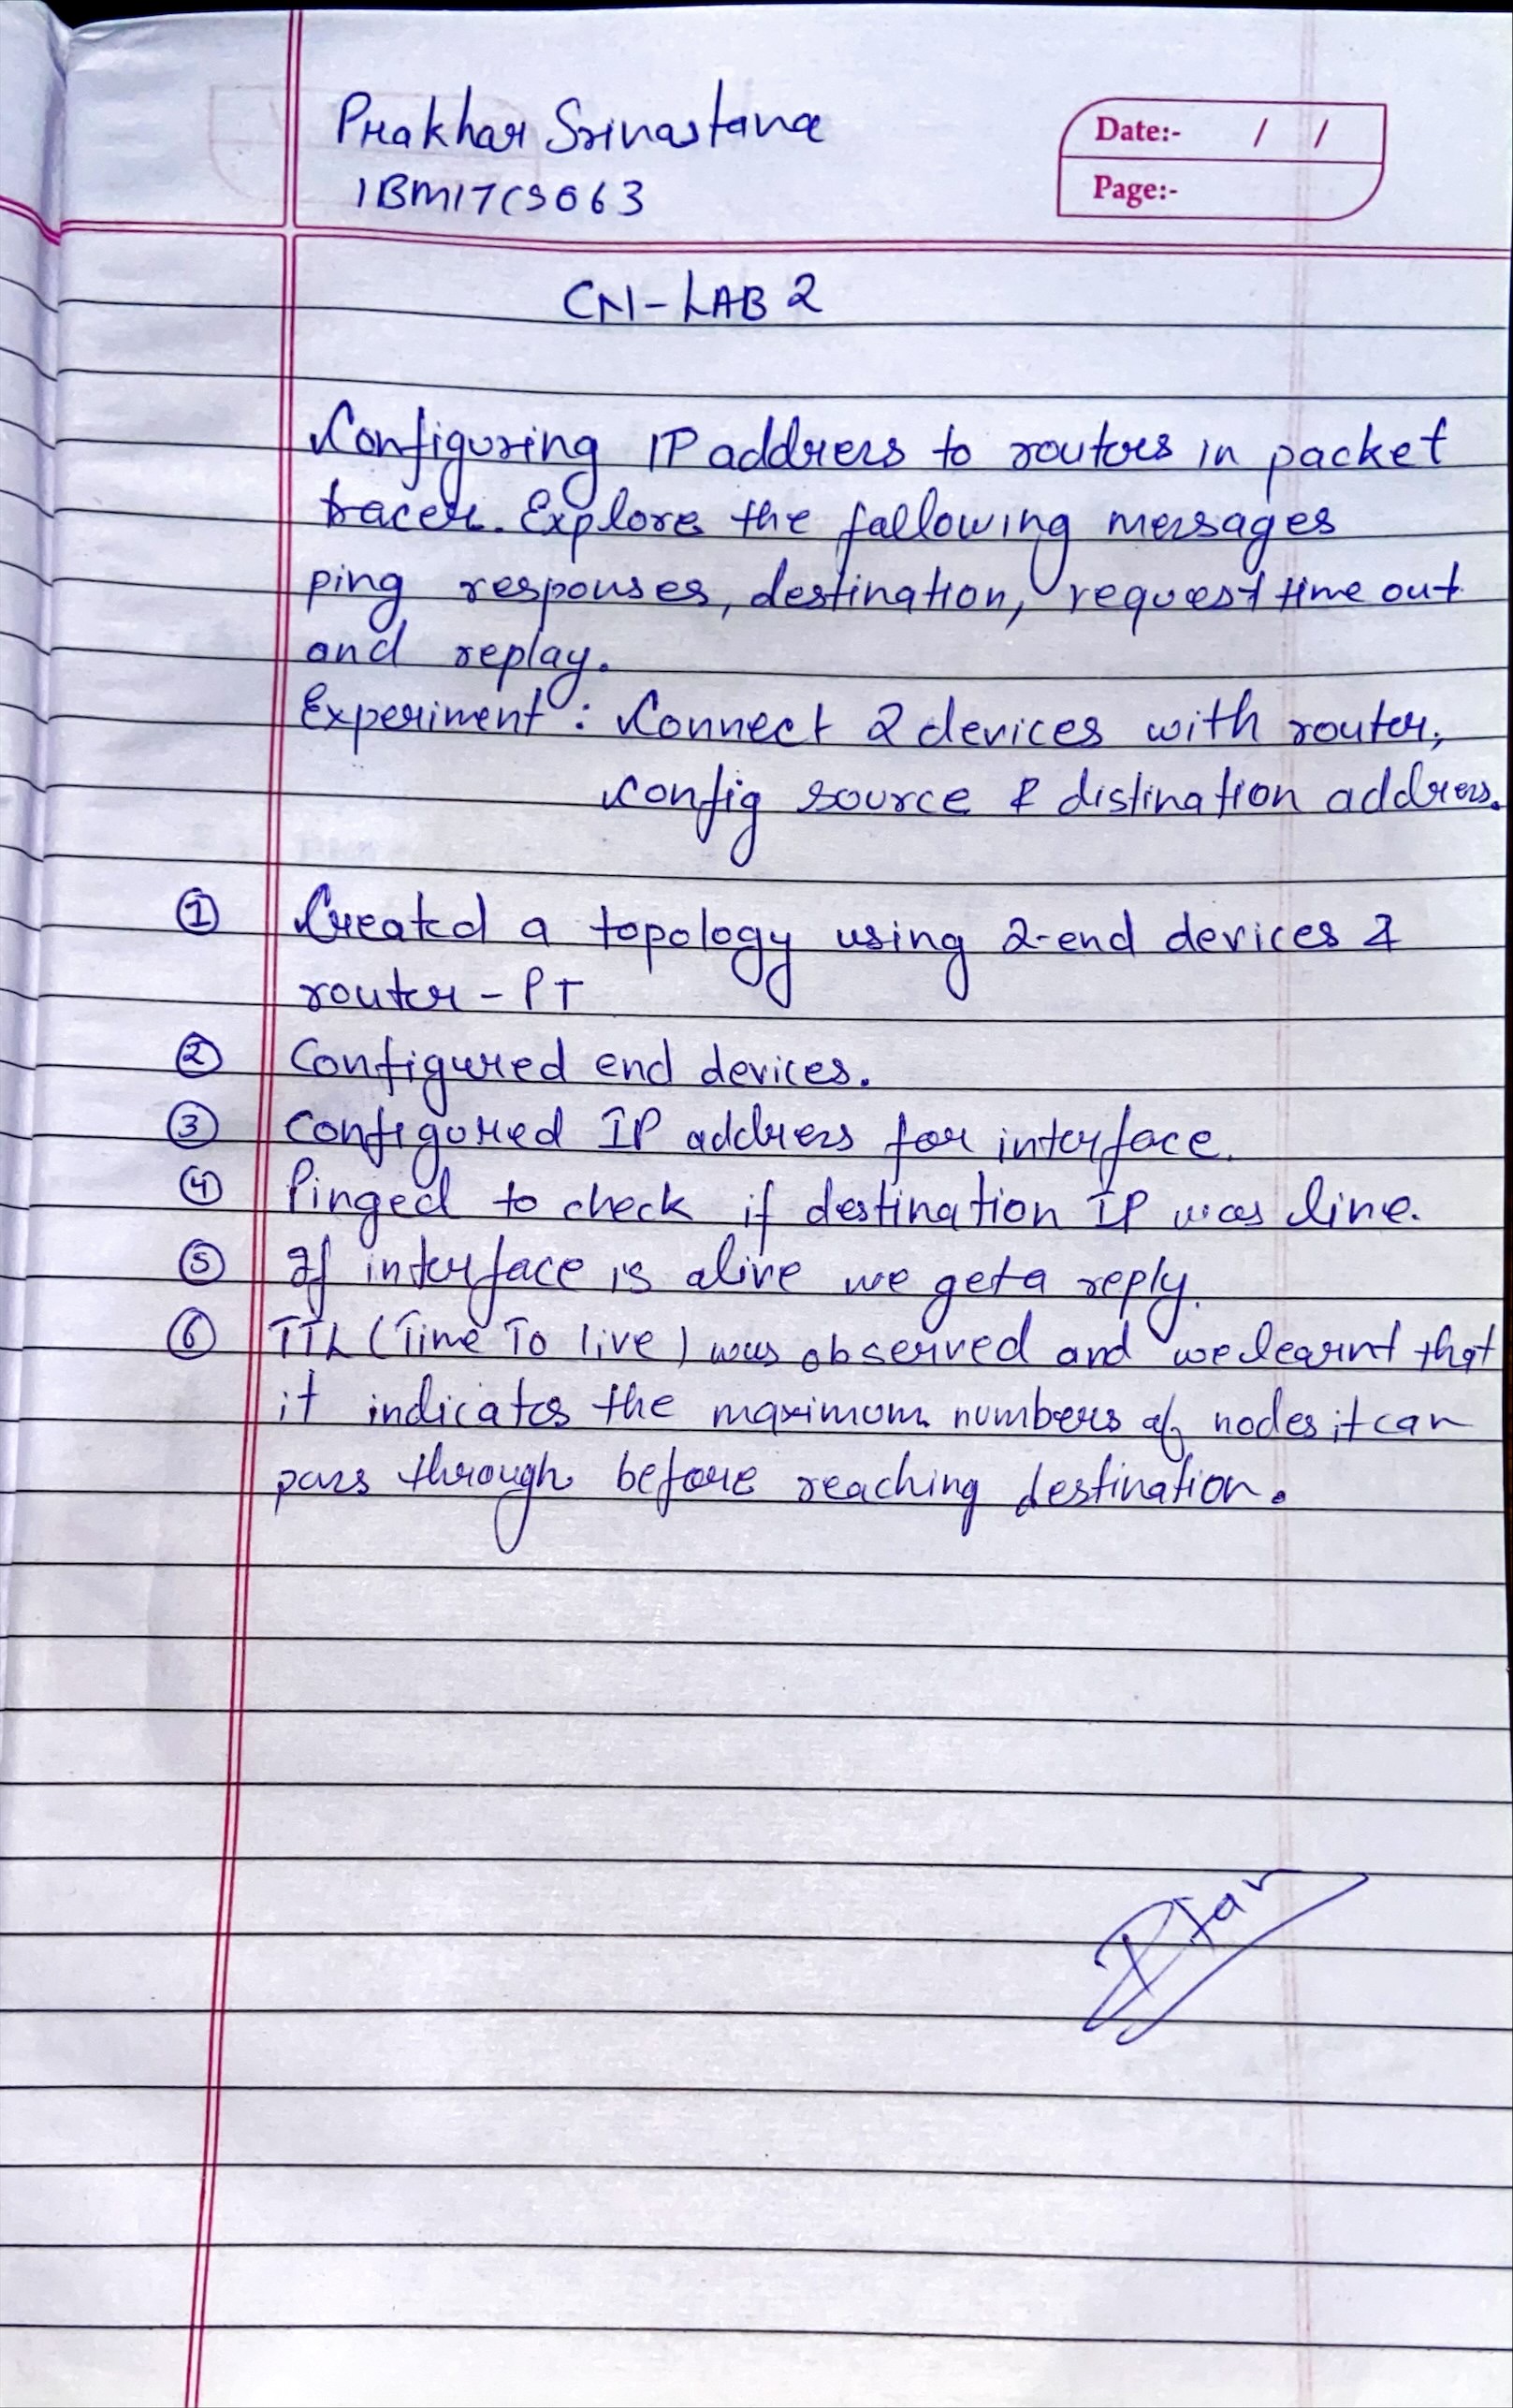 Prakhar Srivastava
1BM17CS063
Date:- / /
Page:-
CN-LAB 2
Configuring IP address to routers in packet
tracer. Explore the following messages
ping responses, destination, request time out
and replay.
Experiment : Connect 2 devices with router,
config source & distination address.
① Created a topology using 2-end devices &
router - PT
② Configured end devices.
③ Configured IP address for interface.
④ Pinged to check if destination IP was live.
⑤ If interface is alive we get a reply.
⑥ TTL (Time To live) was observed and we learnt that
it indicates the maximum numbers of nodes it can
pass through before reaching destination.